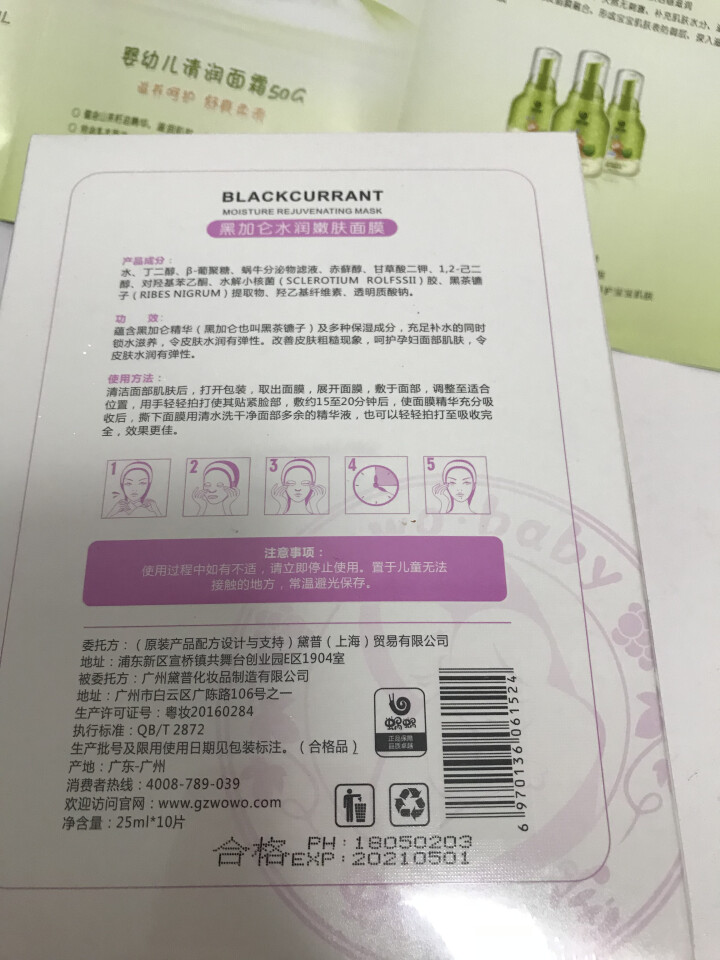 婴幼儿清润面霜50G
滋养呵护 舒爽柔滑
BLACKCURRANT
MOISTURE REJUVENATING MASK
黑加仑水润嫩肤面膜
产品成分：
水、丁二醇、β-葡聚糖、蜗牛分泌物滤液、赤藓醇、甘草酸二钾、1,2-己二
醇、对羟基苯乙酮、水解小核菌(SCLEROTIUM ROLFSSII)胶、黑茶镳
子(RIBES NIGRUM)提取物、羟乙基纤维素、透明质酸钠。
功 效：
蕴含黑加仑精华（黑加仑也叫黑茶镳子）及多种保湿成分，充足补水的同时
锁水滋养，令皮肤水润有弹性。改善皮肤粗糙现象，呵护孕妇面部肌肤，令
皮肤水润有弹性。
使用方法：
清洁面部肌肤后，打开包装，取出面膜，展开面膜，敷于面部，调整至适合
位置，用手轻轻拍打使其贴紧脸部，敷约15至20分钟后，使面膜精华充分吸
收后，撕下面膜用清水洗干净面部多余的精华液，也可以轻轻拍打至吸收完
全，效果更佳。
1 2 3 4 5
注意事项：
使用过程中如有不适，请立即停止使用。置于儿童无法
接触的地方，常温避光保存。
委托方：（原装产品配方设计与支持）黛普（上海）贸易有限公司
地址：浦东新区宣桥镇共舞台创业园E区1904室
被委托方：广州黛普化妆品制造有限公司
地址：广州市白云区广陈路106号之一
生产许可证号：粤妆20160284
执行标准：QB/T 2872
生产批号及限用使用日期见包装标注。（合格品）
产地：广东-广州
消费者热线：4008-789-039
欢迎访问官网：www.gzwowo.com
净含量：25ml*10片
正品保障
6 970136 061524
合格 PH：18050203
EXP：20210501